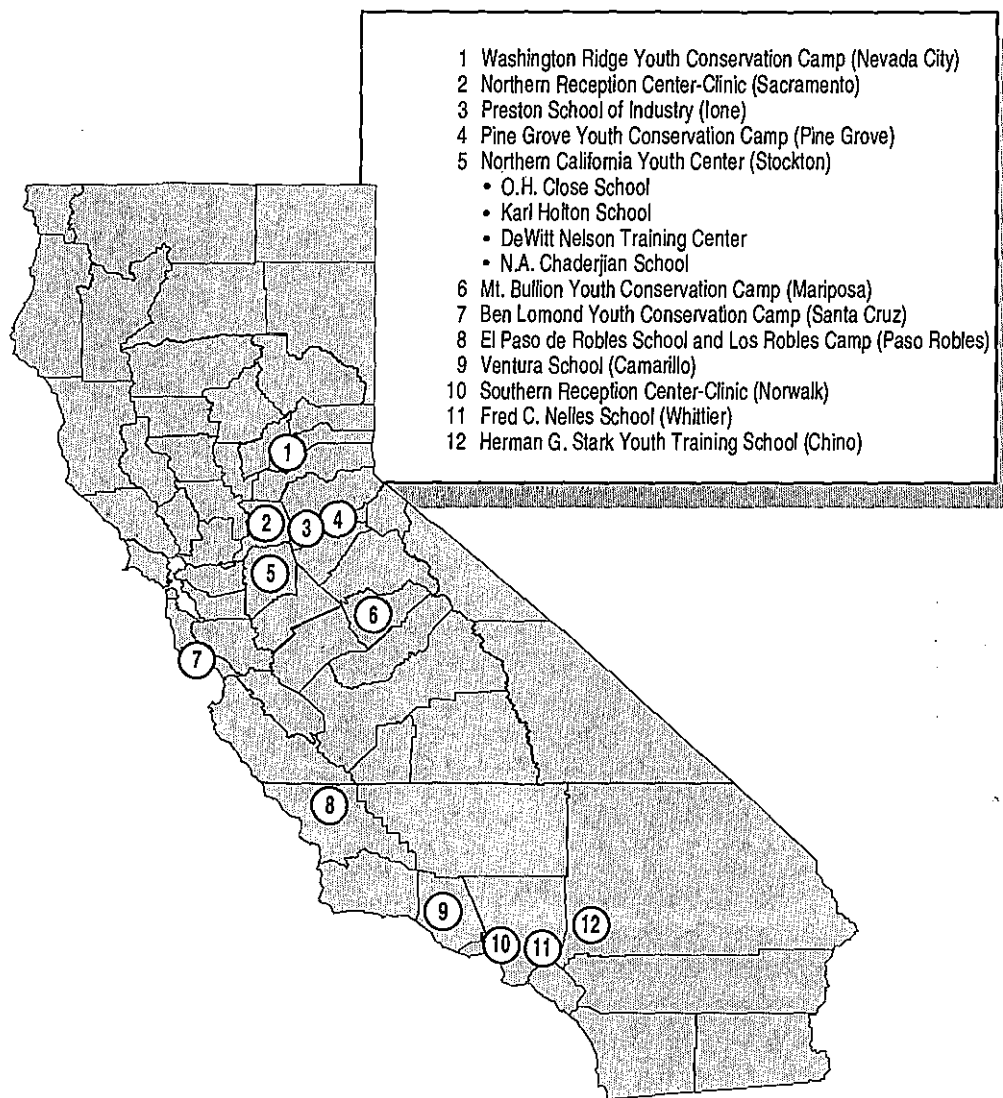 1 Washington Ridge Youth Conservation Camp (Nevada City)
2 Northern Reception Center-Clinic (Sacramento)
3 Preston School of Industry (Ione)
4 Pine Grove Youth Conservation Camp (Pine Grove)
5 Northern California Youth Center (Stockton)
• O.H. Close School
• Karl Holton School
• DeWitt Nelson Training Center
• N.A. Chaderjian School
6 Mt. Bullion Youth Conservation Camp (Mariposa)
7 Ben Lomond Youth Conservation Camp (Santa Cruz)
8 El Paso de Robles School and Los Robles Camp (Paso Robles)
9 Ventura School (Camarillo)
10 Southern Reception Center-Clinic (Norwalk)
11 Fred C. Nelles School (Whittier)
12 Herman G. Stark Youth Training School (Chino)
1
2
3
4
5
6
7
8
9
10
11
12